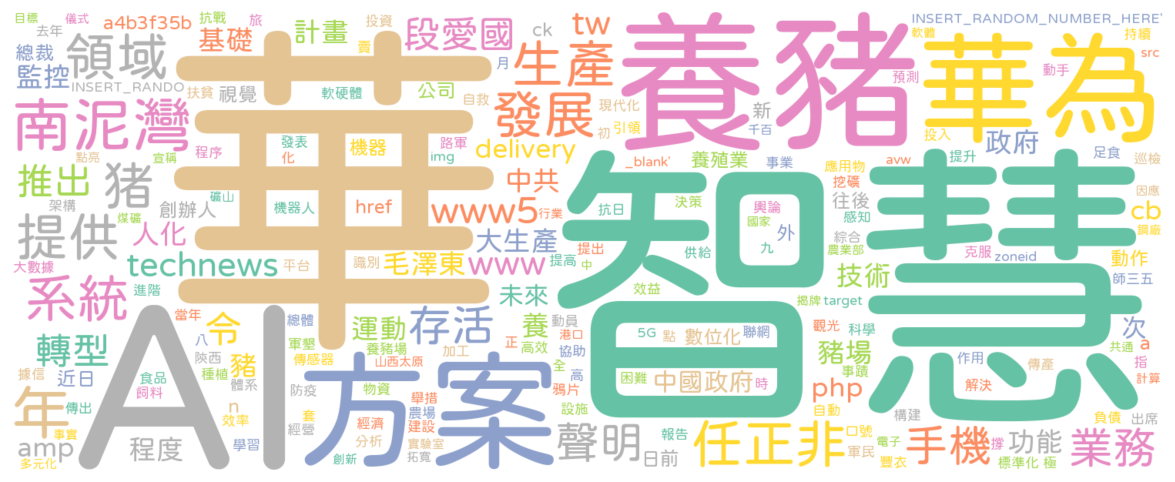 目標 儀式 抗戰 旅 投資 INSERT_RANDOM_NUMBER_HERE
去年 a4b3f35b 計畫 賣 段愛國 ck tw 軟體 持續
總裁 領域 基礎 華 生產 養豬 華為 src
監控 INSERT_RANDO 扶貧 視覺 軟硬體 公司 月 自救 現代化 預測 動手
南泥灣 發展 新 初 引領 千百 投入 政府
點亮 宣稱 程序 發表 化 機器 路軍 img delivery _blank' 養殖業 事業 avw 提升 足食 巡檢
推出 猪 架構 煤礦 創辦人 礦山 機器人 href 中共 www5 行業 智慧 抗日 決策 輿論 國家 應用物 挖礦 往後 感知 因應 cb 鋼廠
提供 人化 大生產 提出 九 外 供給 綜合 農業部
大數據 technews 平台 識別 毛澤東 www 提高 中 克服 zoneid 動作
系統 進階 未來 效益 揭牌 target 技術 師三五
當年 令 總體 運動 存活 養 動員 正 高效 港口 5G 點 數位化 聯網 觀光 科學 次
轉型 八 AI 軍墾 養豬場 加工 方案 協助 全 豬場 事蹟 作用 傳產 共通 a 指
據信 近日 陝西 豬 傳感器 山西太原 高 困難 中國政府 時 php 解決 計算
年 傳出 食品 飼料 種植 體系 防疫 物資 舉措 鴉片 設施 自動 構建 負債 出席
事實 n 效率 套 經營 經濟 農場 建設 聲明 報告 任正非 口號 電子 手機 撐 功能 業務
amp 程度 學習 分析 實驗室 日前 軍民 豐衣 標準化 極
多元化 創新 拓寬